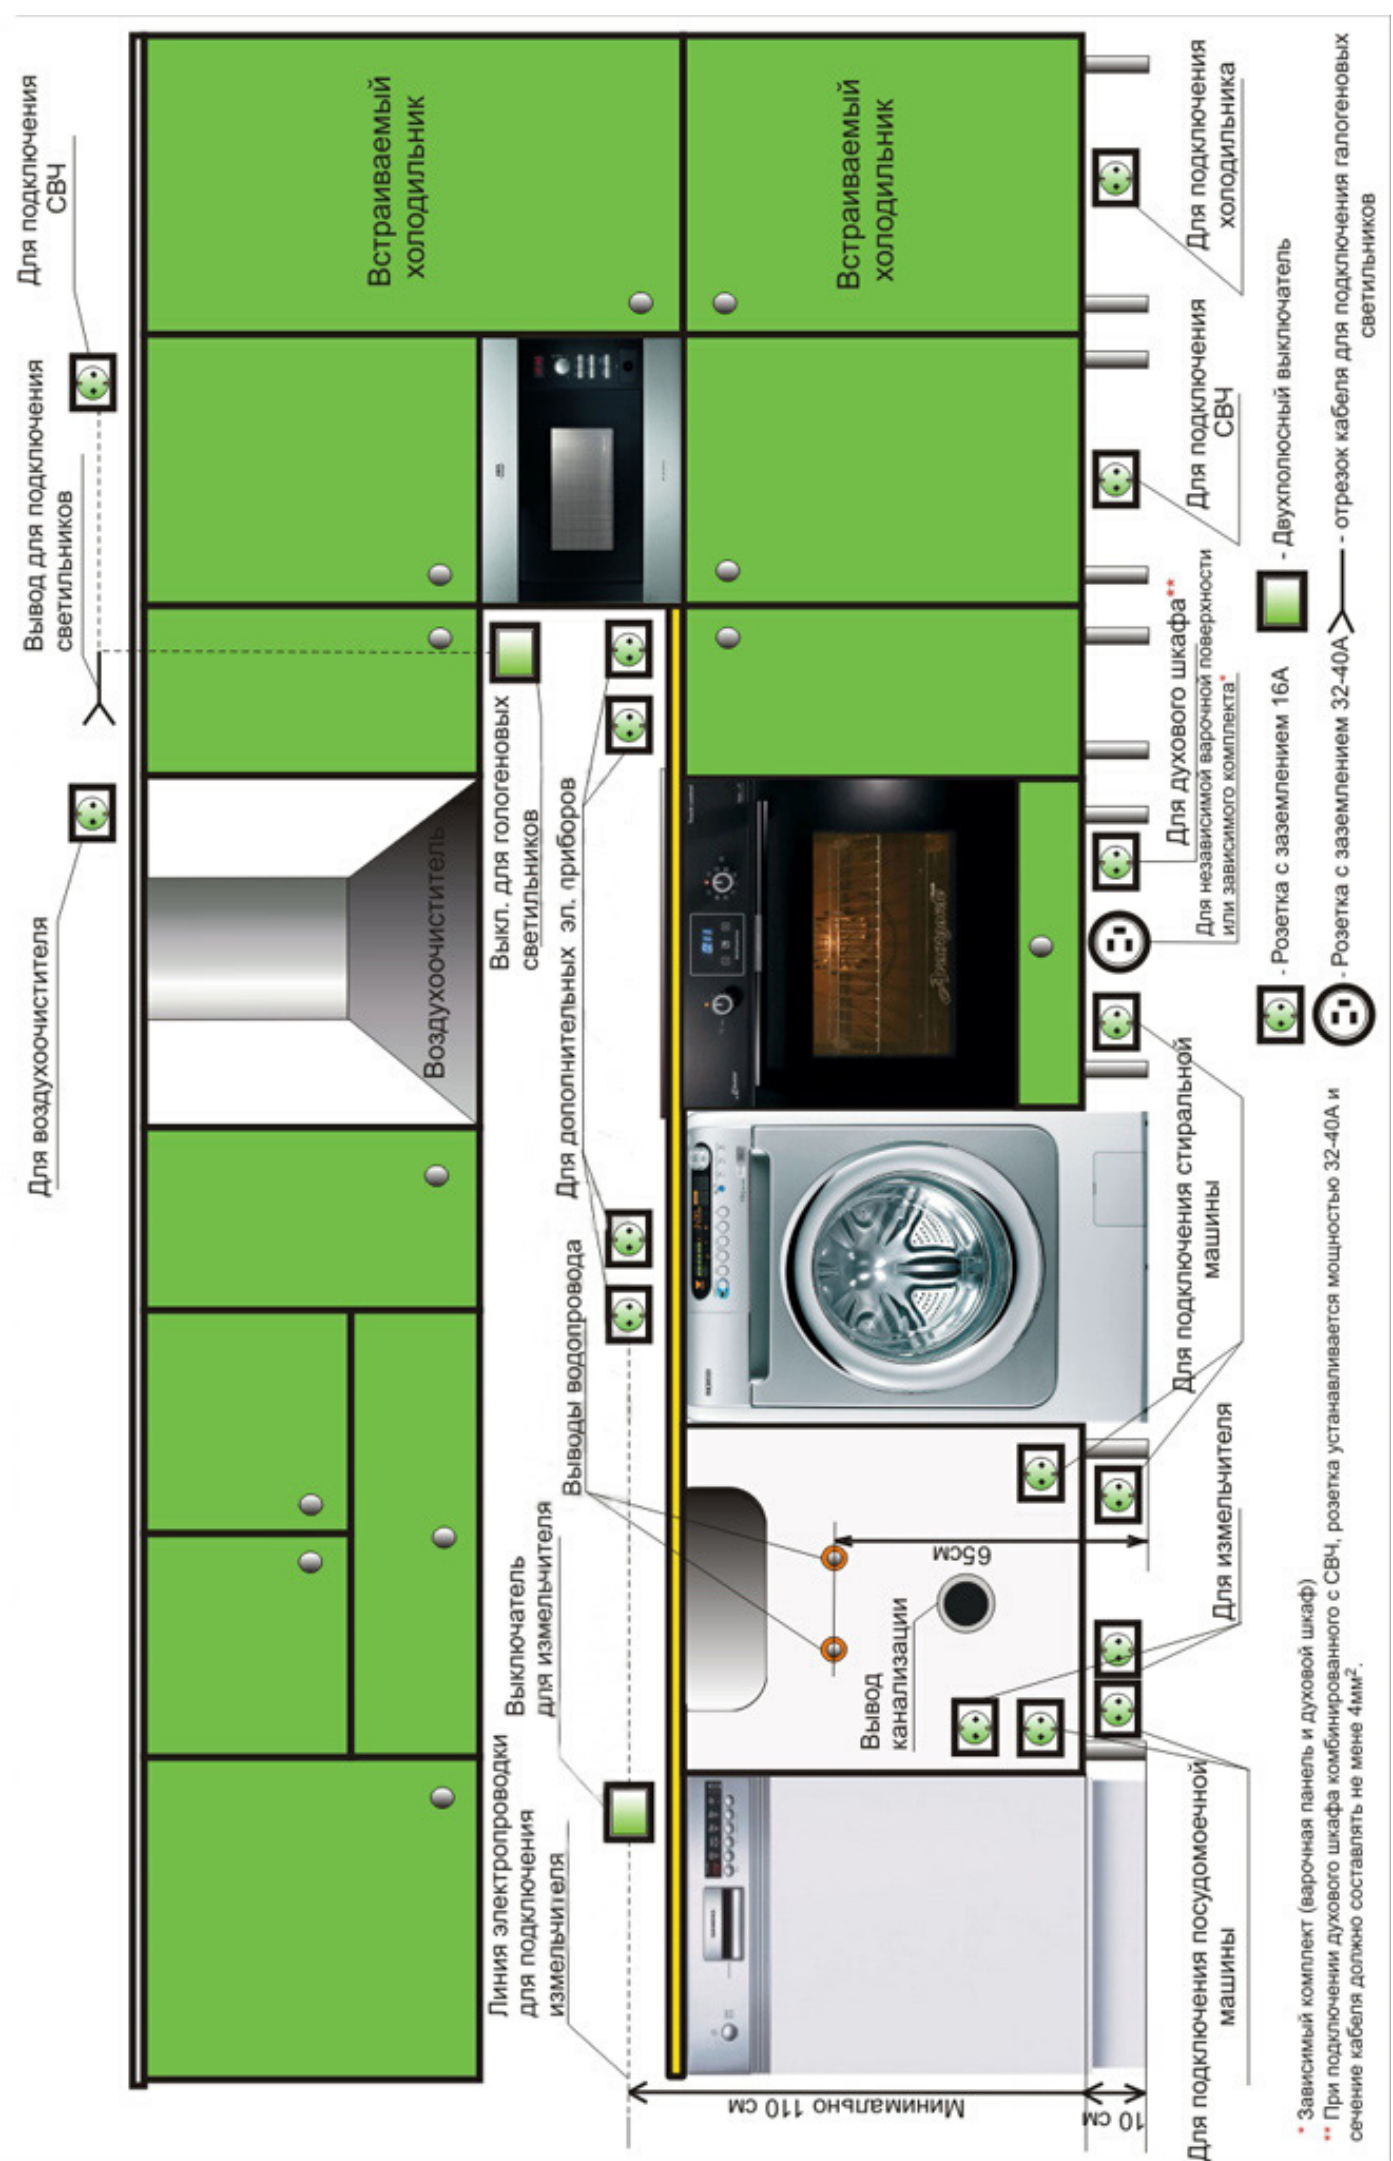 Для воздухоочистителя
Вывод для подключения
светильников
Для подключения
СВЧ
Воздухоочиститель
Встраиваемый
холодильник
Линия электропроводки
для подключения
измельчителя
Выключатель
для измельчителя
Выводы водопровода
Для дополнительных эл. приборов
Выкл. для гологеновых
светильников
Минимально 110 см
10 см
Вывод
канализации
65см
Встраиваемый
холодильник
Для подключения посудомоечной
машины
Для измельчителя
Для подключения стиральной
машины
Для духового шкафа**
Для независимой варочной поверхности
или зависимого комплекта*
Для подключения
СВЧ
Для подключения
холодильника
- Розетка с заземлением 16А
- Двухполюсный выключатель
- Розетка с заземлением 32-40А
- отрезок кабеля для подключения галогеновых
светильников
* Зависимый комплект (варочная панель и духовой шкаф)
** При подключении духового шкафа комбинированного с СВЧ, розетка устанавливается мощностью 32-40А и
сечение кабеля должно составлять не мене 4мм².